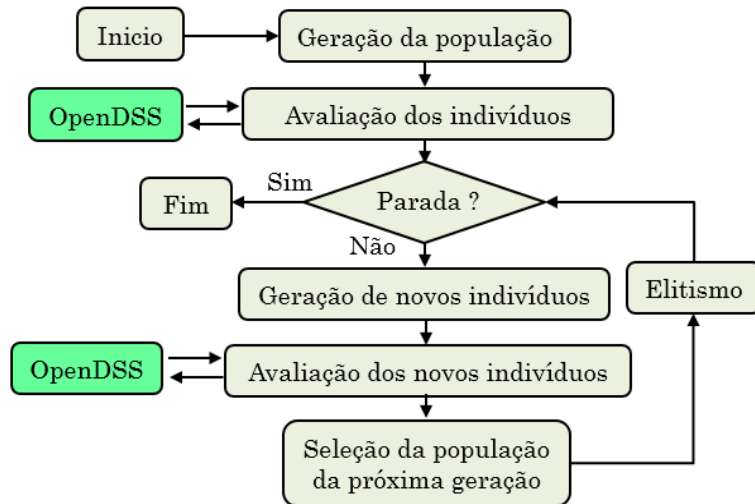 Inicio
Geração da população
OpenDSS
Avaliação dos indivíduos
Sim
Parada ?
Fim
Não
Geração de novos indivíduos
Elitismo
OpenDSS
Avaliação dos novos indivíduos
Seleção da população
da próxima geração